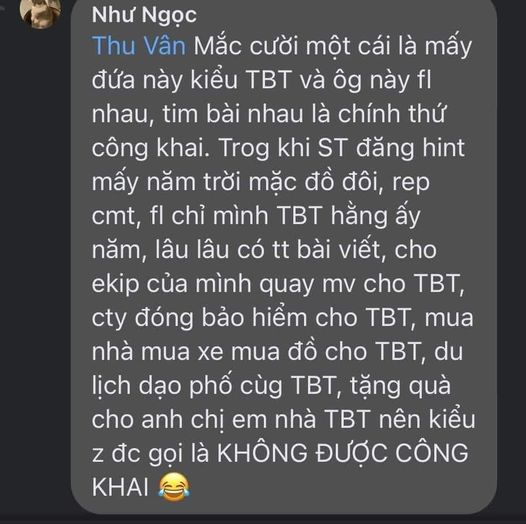 Như Ngọc
Thu Vân Mắc cười một cái là mấy
đứa này kiểu TBT và ôg này fl
nhau, tim bài nhau là chính thứ
công khai. Trog khi ST đăng hint
mấy năm trời mặc đồ đôi, rep
cmt, fl chỉ mình TBT hằng ấy
năm, lâu lâu có tt bài viết, cho
ekip của mình quay mv cho TBT,
cty đóng bảo hiểm cho TBT, mua
nhà mua xe mua đồ cho TBT, du
lịch dạo phố cùg TBT, tặng quà
cho anh chị em nhà TBT nên kiểu
z đc gọi là KHÔNG ĐƯỢC CÔNG
KHAI 😂